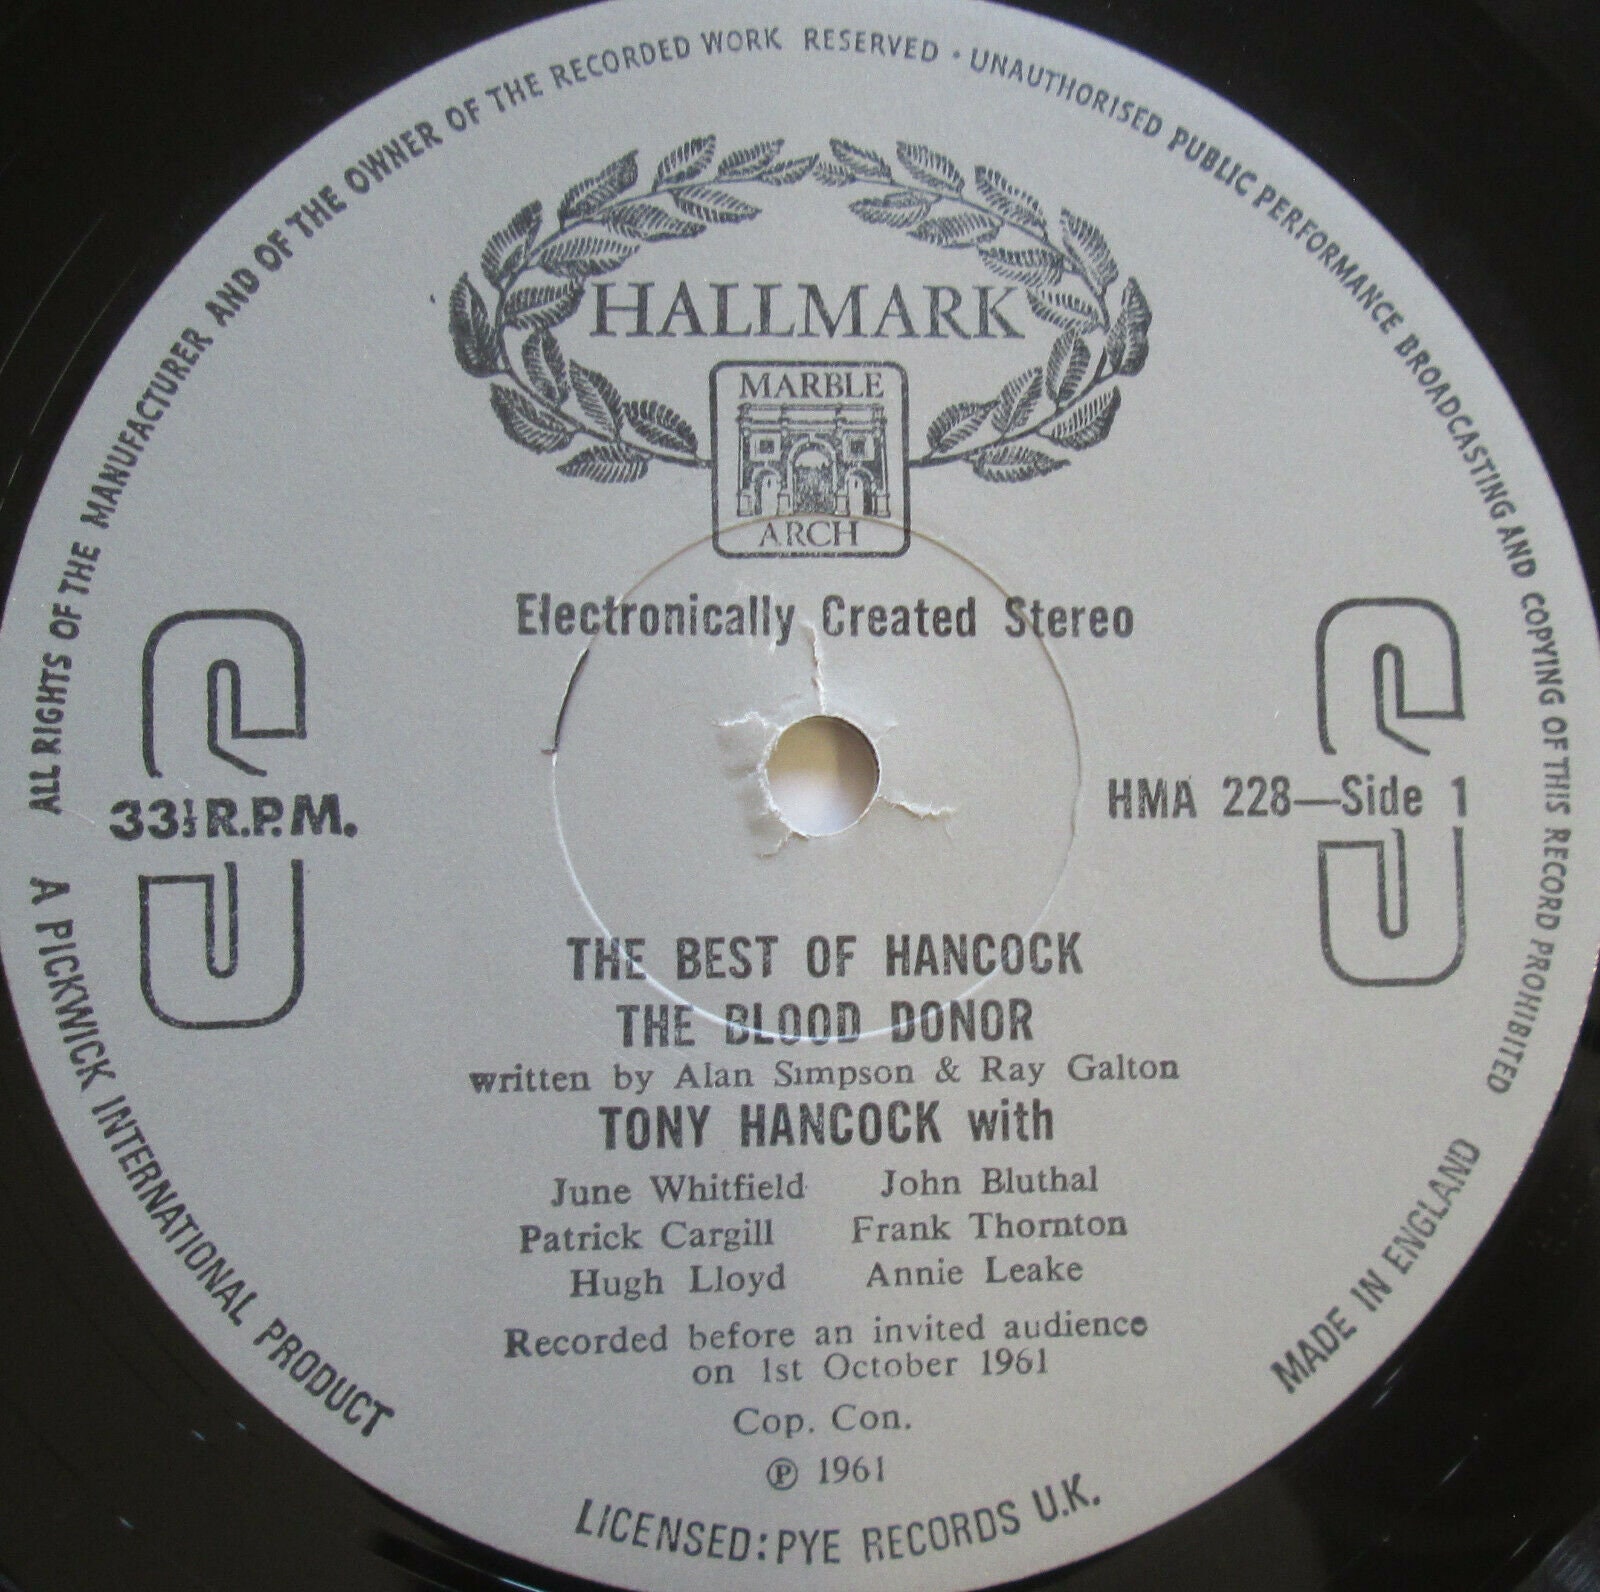 ALL RIGHTS OF THE MANUFACTURER AND OF THE OWNER OF THE RECORDED WORK RESERVED · UNAUTHORISED PUBLIC PERFORMANCE BROADCASTING AND COPYING OF THIS RECORD PROHIBITED
HALLMARK
MARBLE
ARCH
Electronically Created Stereo
S
S
33⅓ R.P.M.
HMA 228—Side 1
THE BEST OF HANCOCK
THE BLOOD DONOR
written by Alan Simpson & Ray Galton
TONY HANCOCK with
June Whitfield John Bluthal
Patrick Cargill Frank Thornton
Hugh Lloyd Annie Leake
Recorded before an invited audience
on 1st October 1961
Cop. Con.
℗ 1961
A PICKWICK INTERNATIONAL PRODUCT
LICENSED: PYE RECORDS U.K.
MADE IN ENGLAND